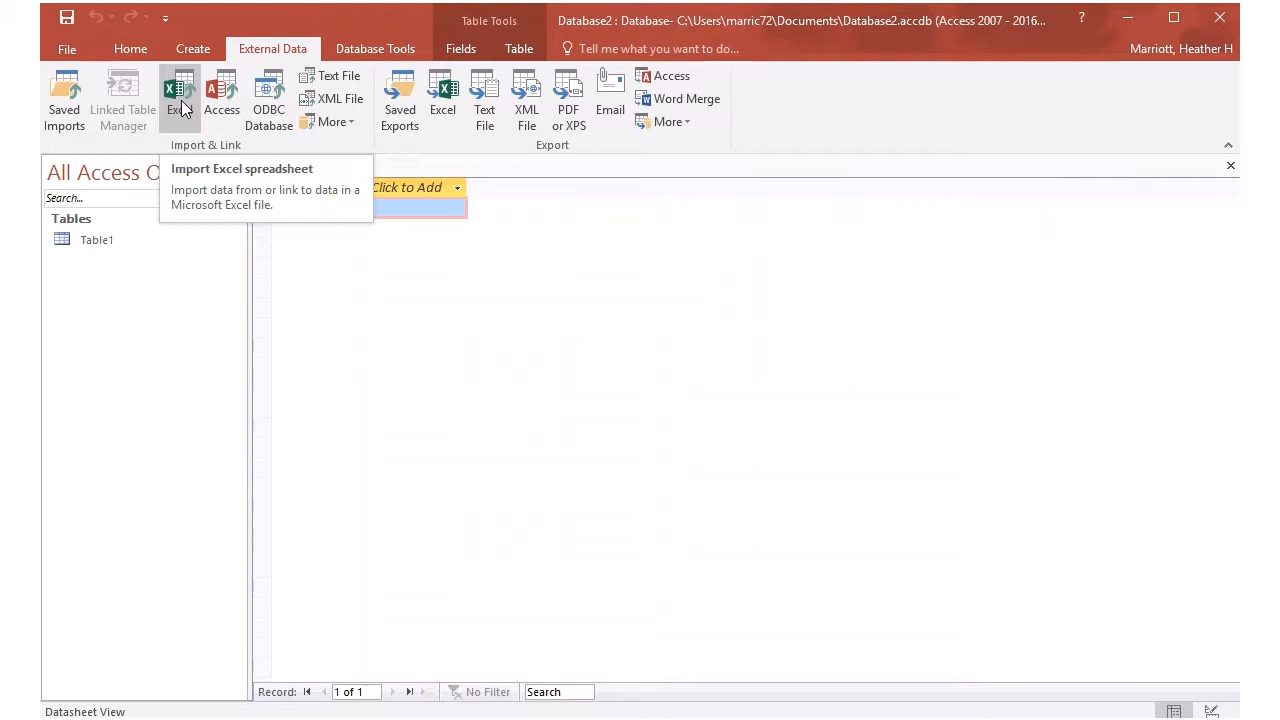 Table Tools
Database2 : Database- C:\Users\marric72\Documents\Database2.accdb (Access 2007 - 2016...
?
File
Home
Create
External Data
Database Tools
Fields
Table
Tell me what you want to do...
Marriott, Heather H
Saved Imports
Linked Table Manager
Excel
Access
ODBC Database
Text File
XML File
More
Import & Link
Saved Exports
Excel
Text File
XML File
PDF or XPS
Email
Access
Word Merge
More
Export
All Access O
Search...
Tables
Table1
Import Excel spreadsheet
Import data from or link to data in a
Microsoft Excel file.
Click to Add
Record:
1 of 1
No Filter
Search
Datasheet View